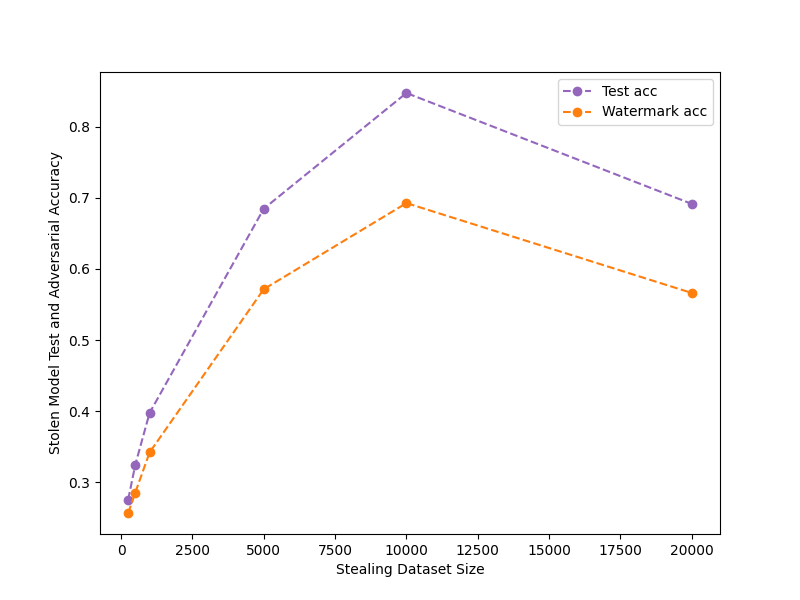 Test acc
Watermark acc
0.8
0.7
0.6
0.5
0.4
0.3
Stolen Model Test and Adversarial Accuracy
0 2500 5000 7500 10000 12500 15000 17500 20000
Stealing Dataset Size